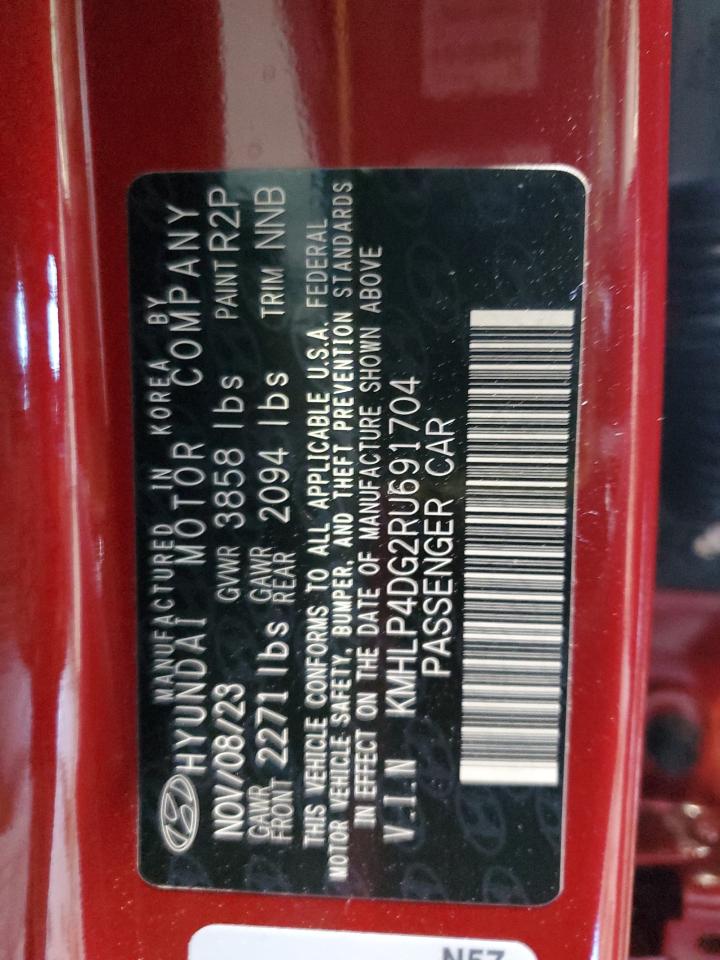 MANUFACTURED IN KOREA BY
HYUNDAI MOTOR COMPANY
NOV/08/23 GVWR 3858 lbs PAINT R2P
GAWR FRONT 2271 lbs GAWR REAR 2094 lbs TRIM NNB
THIS VEHICLE CONFORMS TO ALL APPLICABLE U.S.A. FEDERAL
MOTOR VEHICLE SAFETY, BUMPER, AND THEFT PREVENTION STANDARDS
IN EFFECT ON THE DATE OF MANUFACTURE SHOWN ABOVE
V.I.N KMHLP4DG2RU691704
PASSENGER CAR